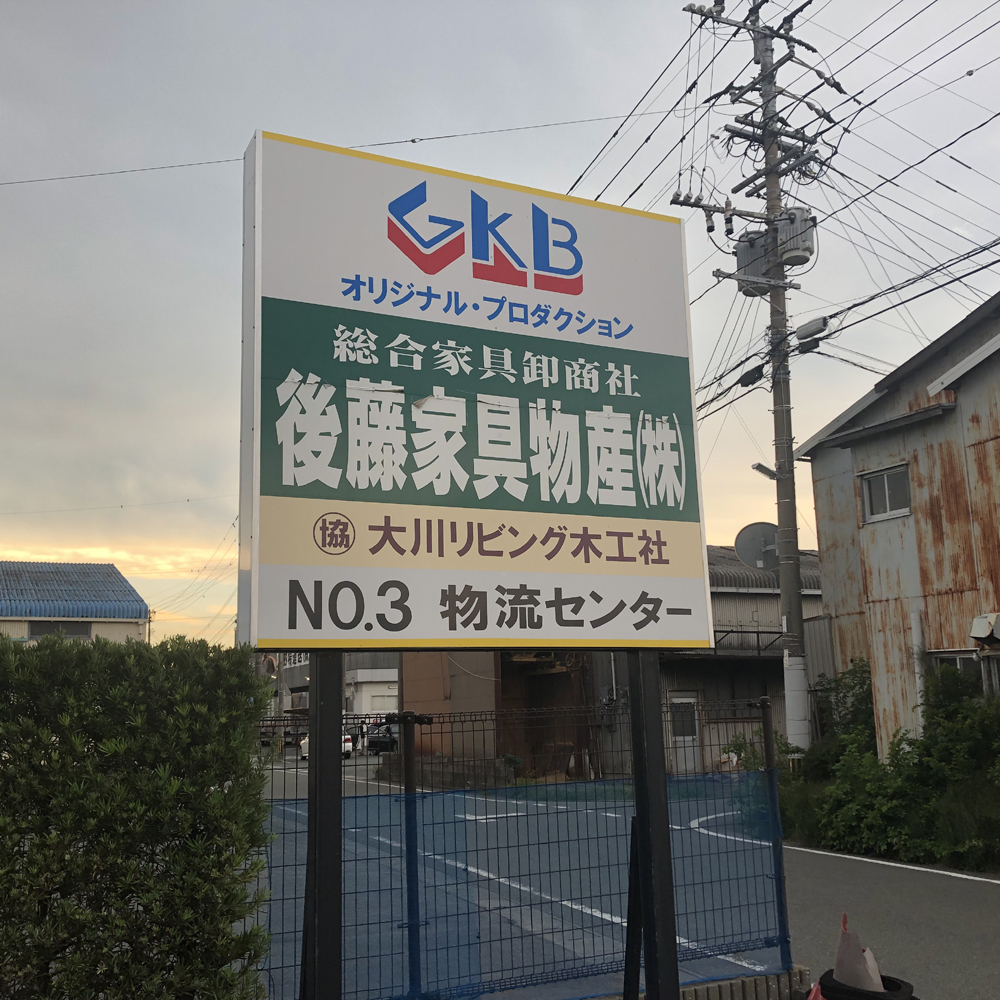 GKB
オリジナル・プロダクション
総合家具卸商社
後藤家具物産(株)
協 大川リビング木工社
NO.3 物流センター